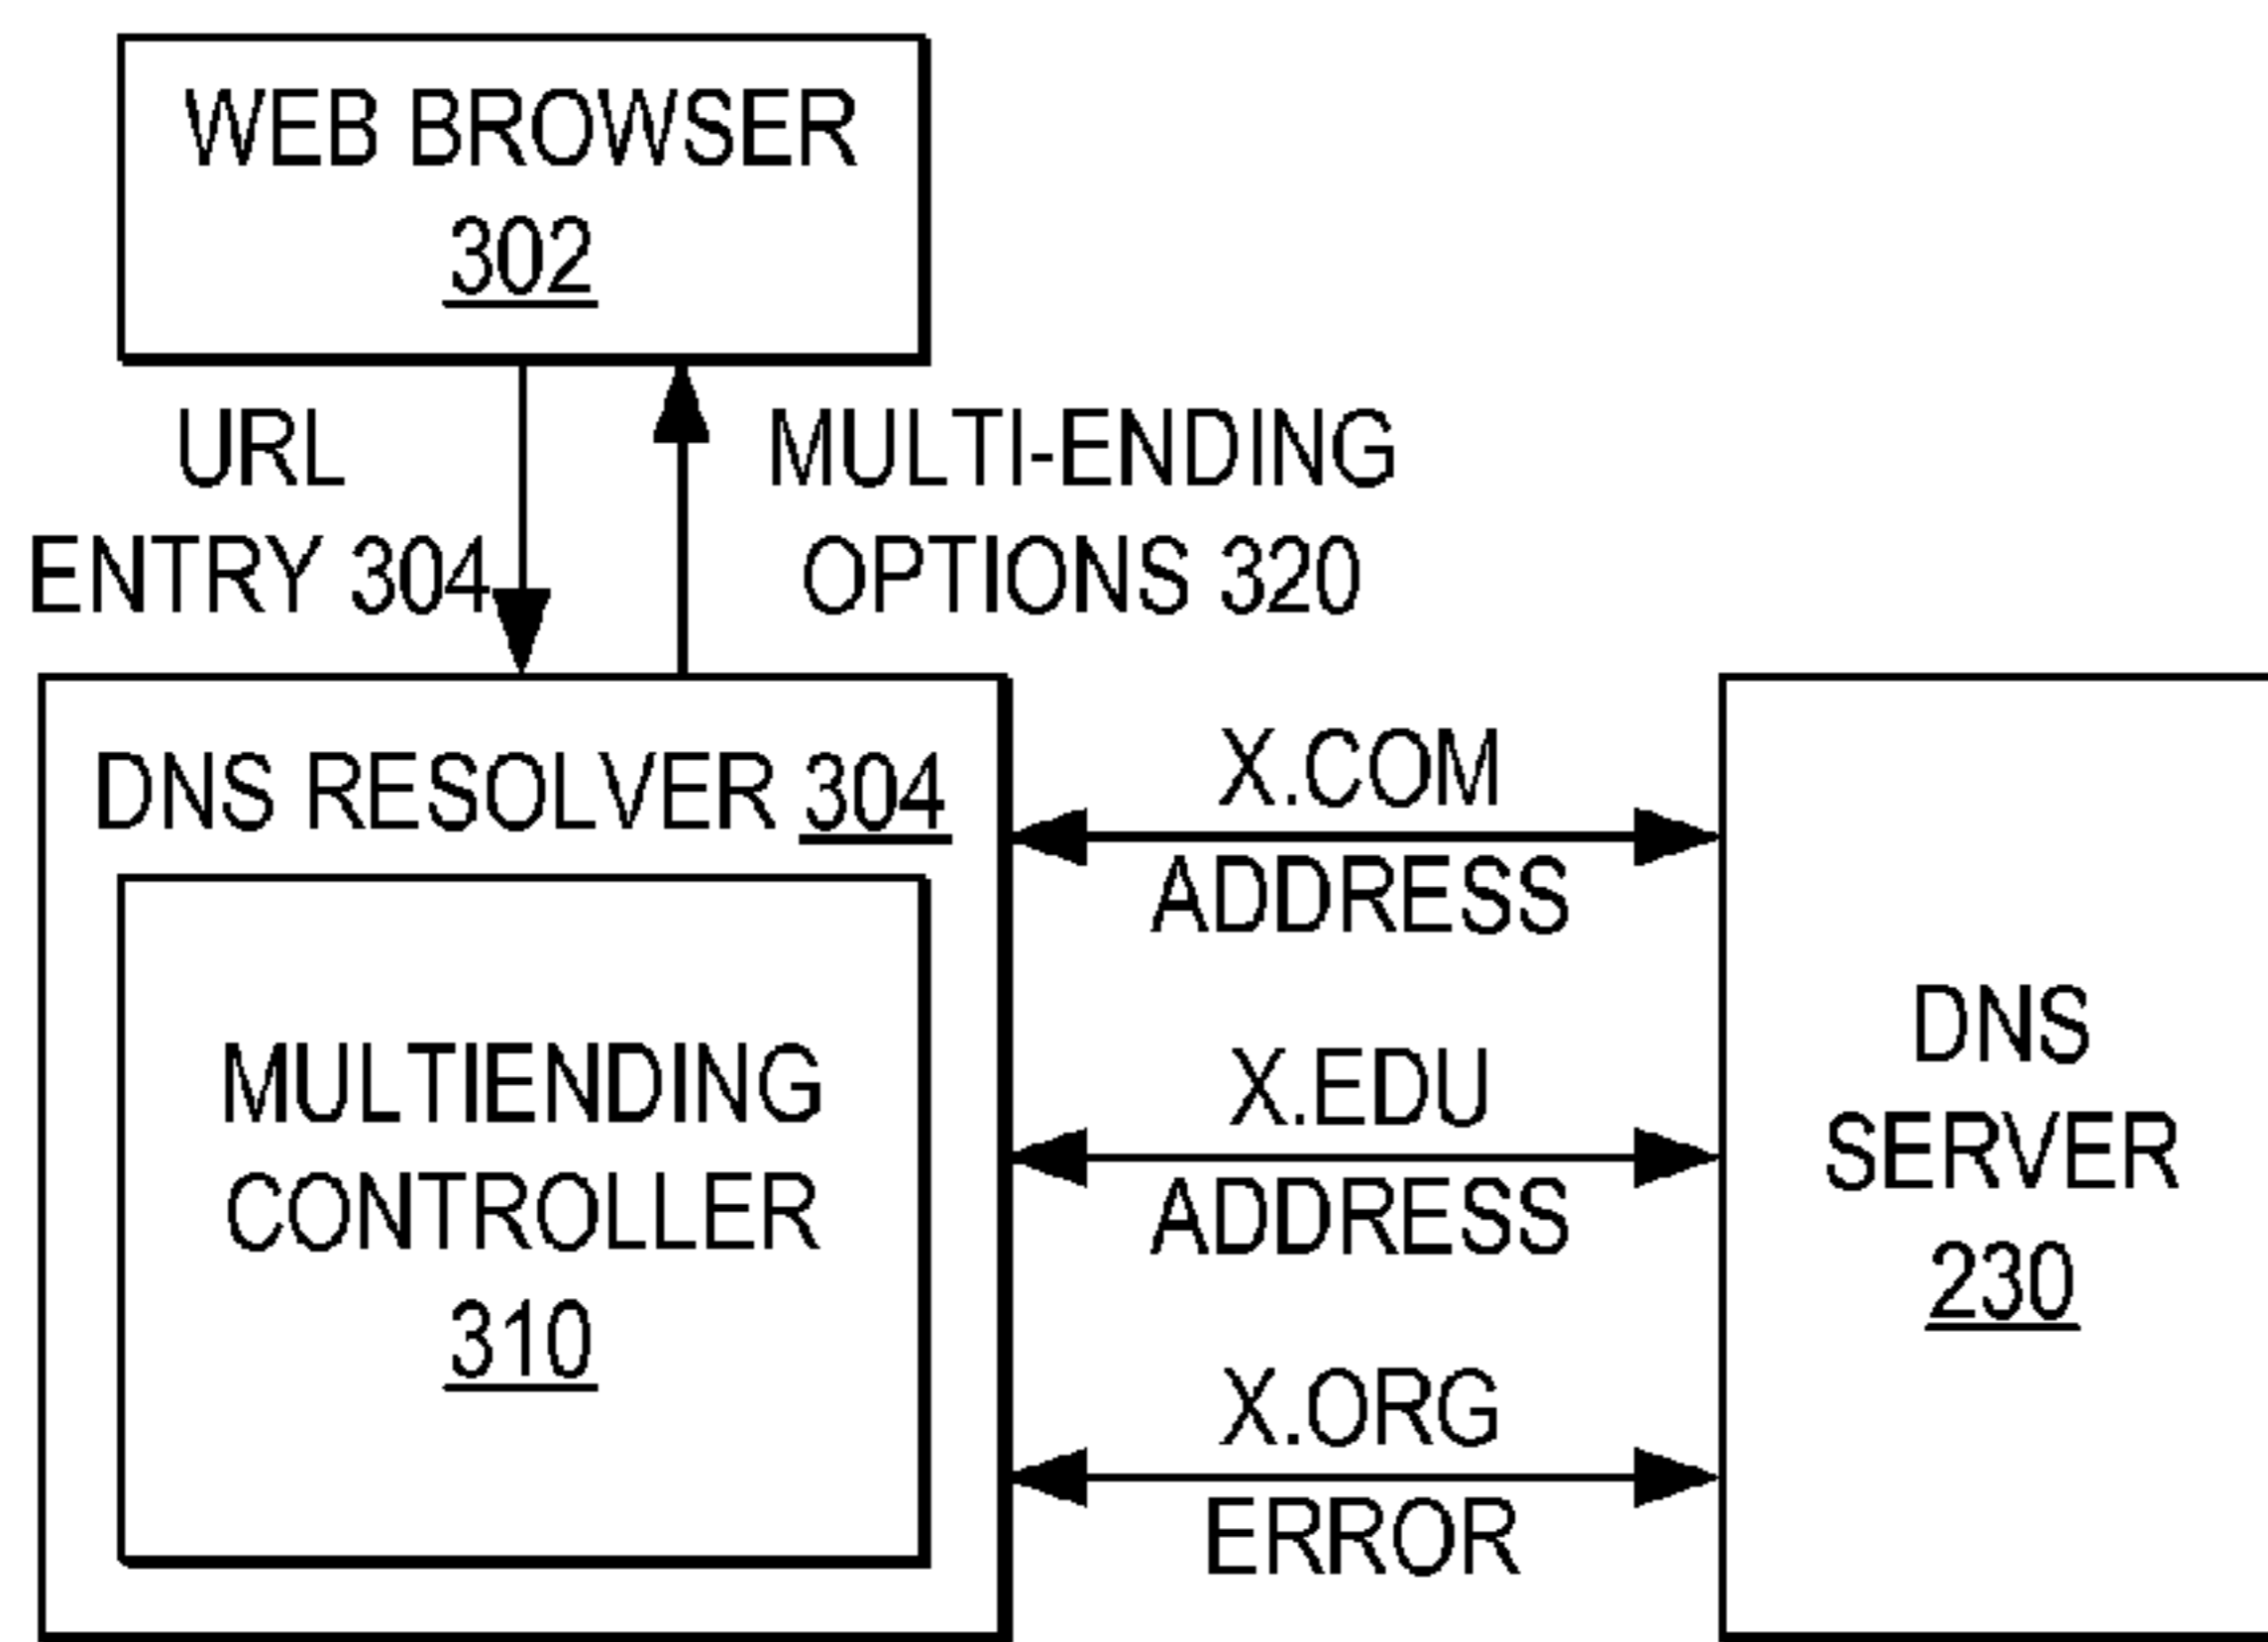 WEB BROWSER
302
URL
ENTRY 304
MULTI-ENDING
OPTIONS 320
DNS RESOLVER 304
MULTIENDING
CONTROLLER
310
X.COM
ADDRESS
X.EDU
ADDRESS
X.ORG
ERROR
DNS
SERVER
230